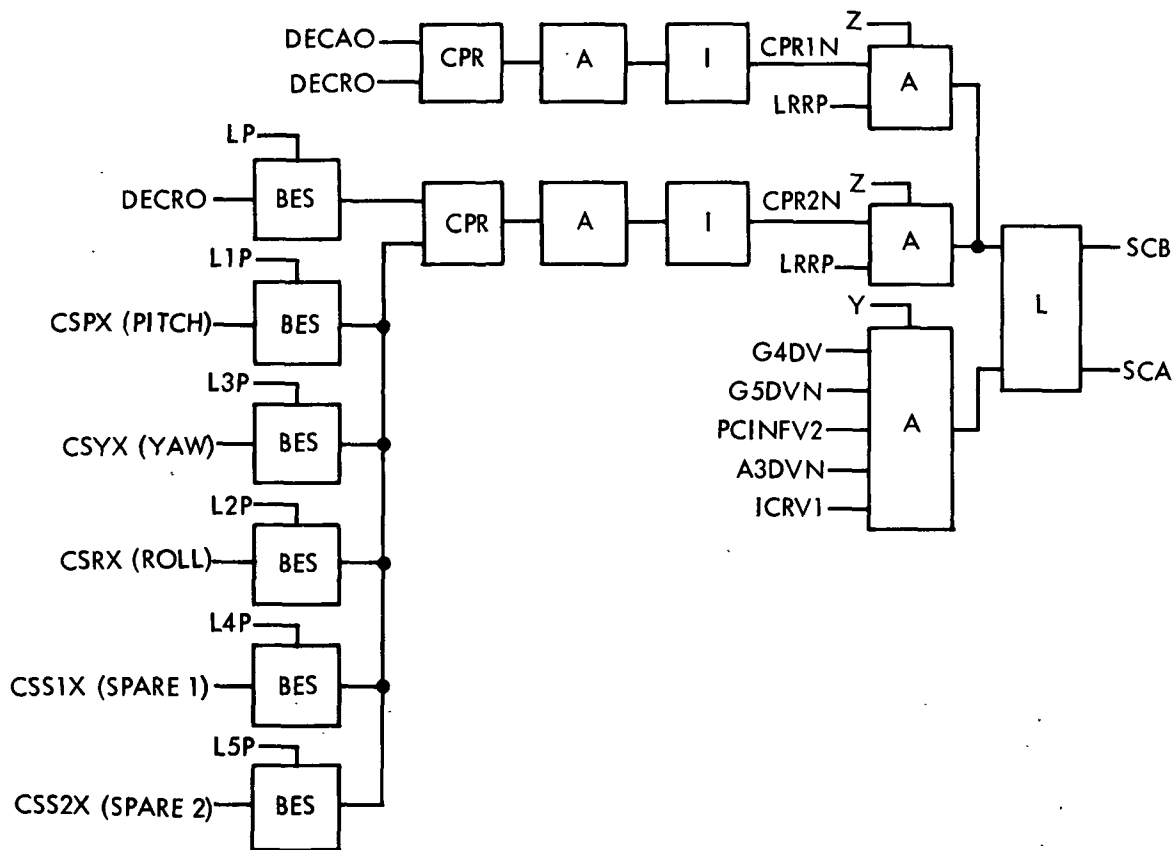 DECAO
DECRO
CPR
A
I
CPR1N
Z
LRRP
A
LP
DECRO
BES
CPR
A
I
CPR2N
Z
LRRP
A
L1P
CSPX (PITCH)
BES
L3P
CSYX (YAW)
BES
L2P
CSRX (ROLL)
BES
L4P
CSS1X (SPARE 1)
BES
L5P
CSS2X (SPARE 2)
BES
Y
G4DV
G5DVN
PCINFV2
A3DVN
ICRV1
A
L
SCB
SCA